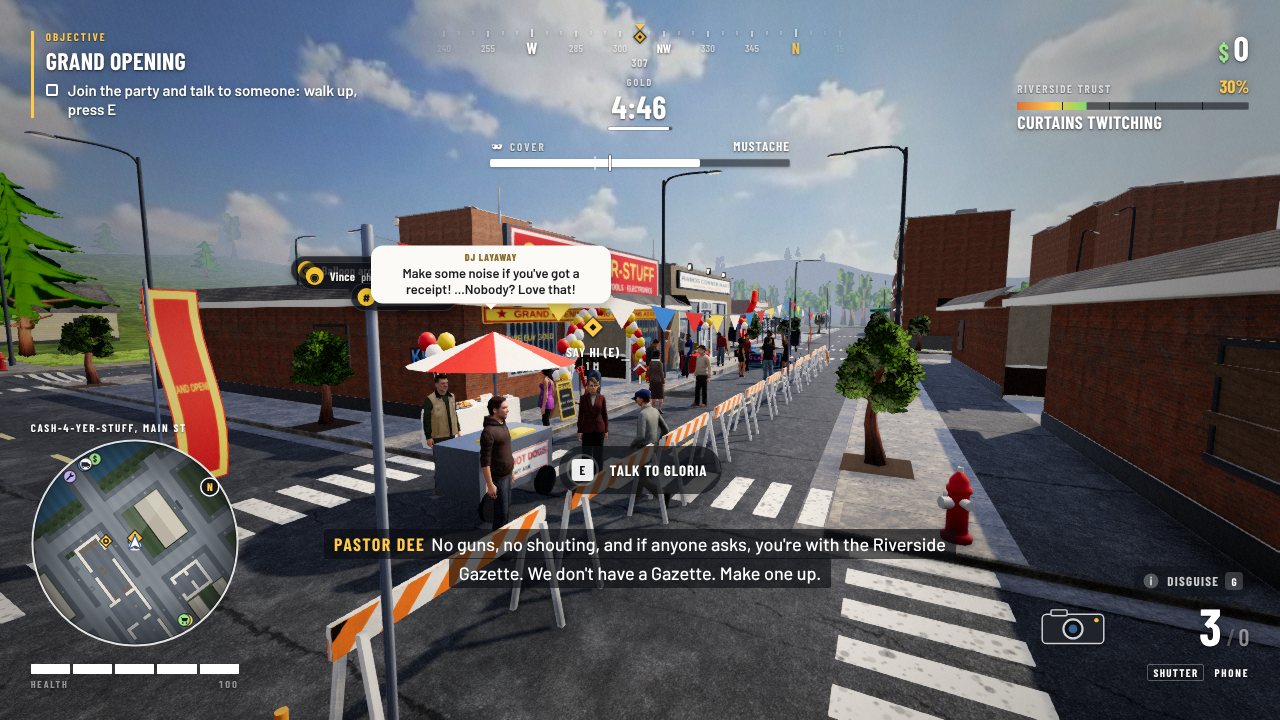 OBJECTIVE
GRAND OPENING
Join the party and talk to someone: walk up,
press E
240 255 W 285 300 NW 330 345 N 15
307
GOLD
4:46
COVER MUSTACHE
$0
RIVERSIDE TRUST 30%
CURTAINS TWITCHING
Vince
DJ LAYAWAY
Make some noise if you've got a
receipt! ...Nobody? Love that!
R-STUFF
GRAND
SAY HI (E)
1 M
HOT DOGS
AND OPENI
E TALK TO GLORIA
CASH-4-YER-STUFF, MAIN ST
N
PASTOR DEE No guns, no shouting, and if anyone asks, you're with the Riverside
Gazette. We don't have a Gazette. Make one up.
DISGUISE G
3 / 0
SHUTTER PHONE
HEALTH 100